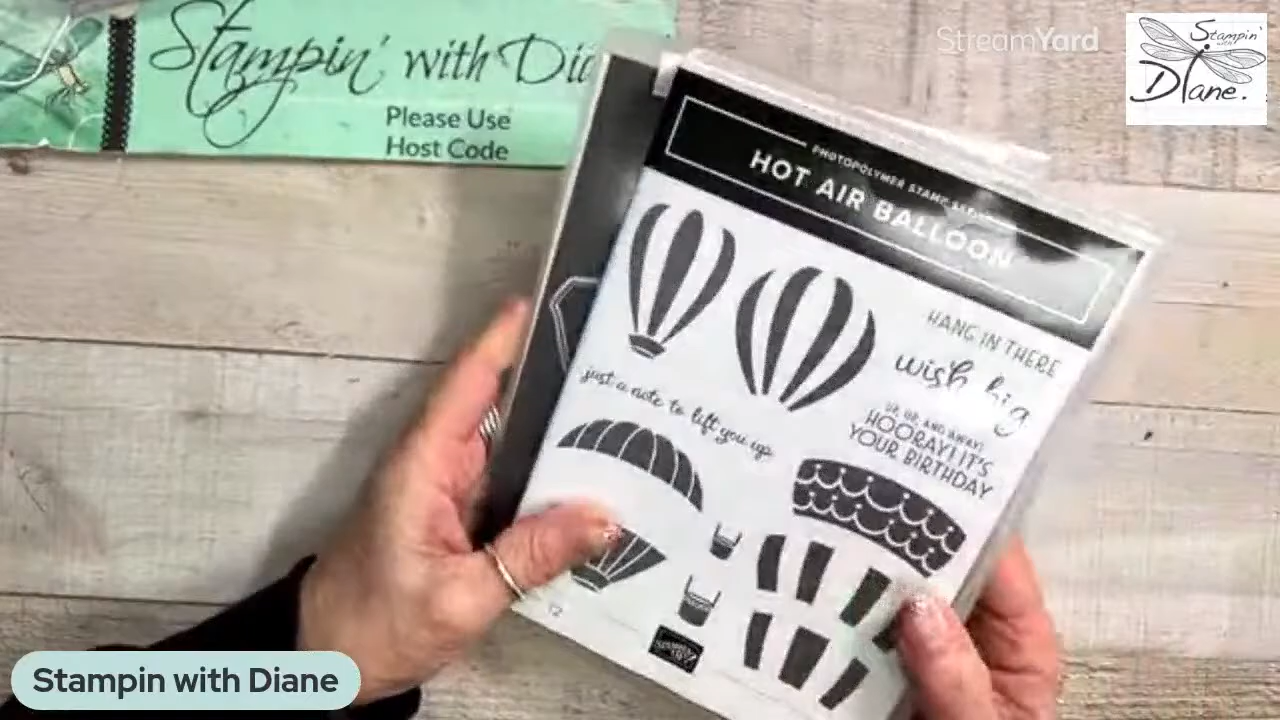 Stampin' with
Please Use
Host Code
StreamYard
Stampin'
with
Diane.
PHOTOPOLYMER STAMP SET
HOT AIR BALLOON
HANG IN THERE
wish big
just a note to lift you up
UP, UP, AND AWAY!
HOORAY! IT'S
YOUR BIRTHDAY
12
Stampin with Diane